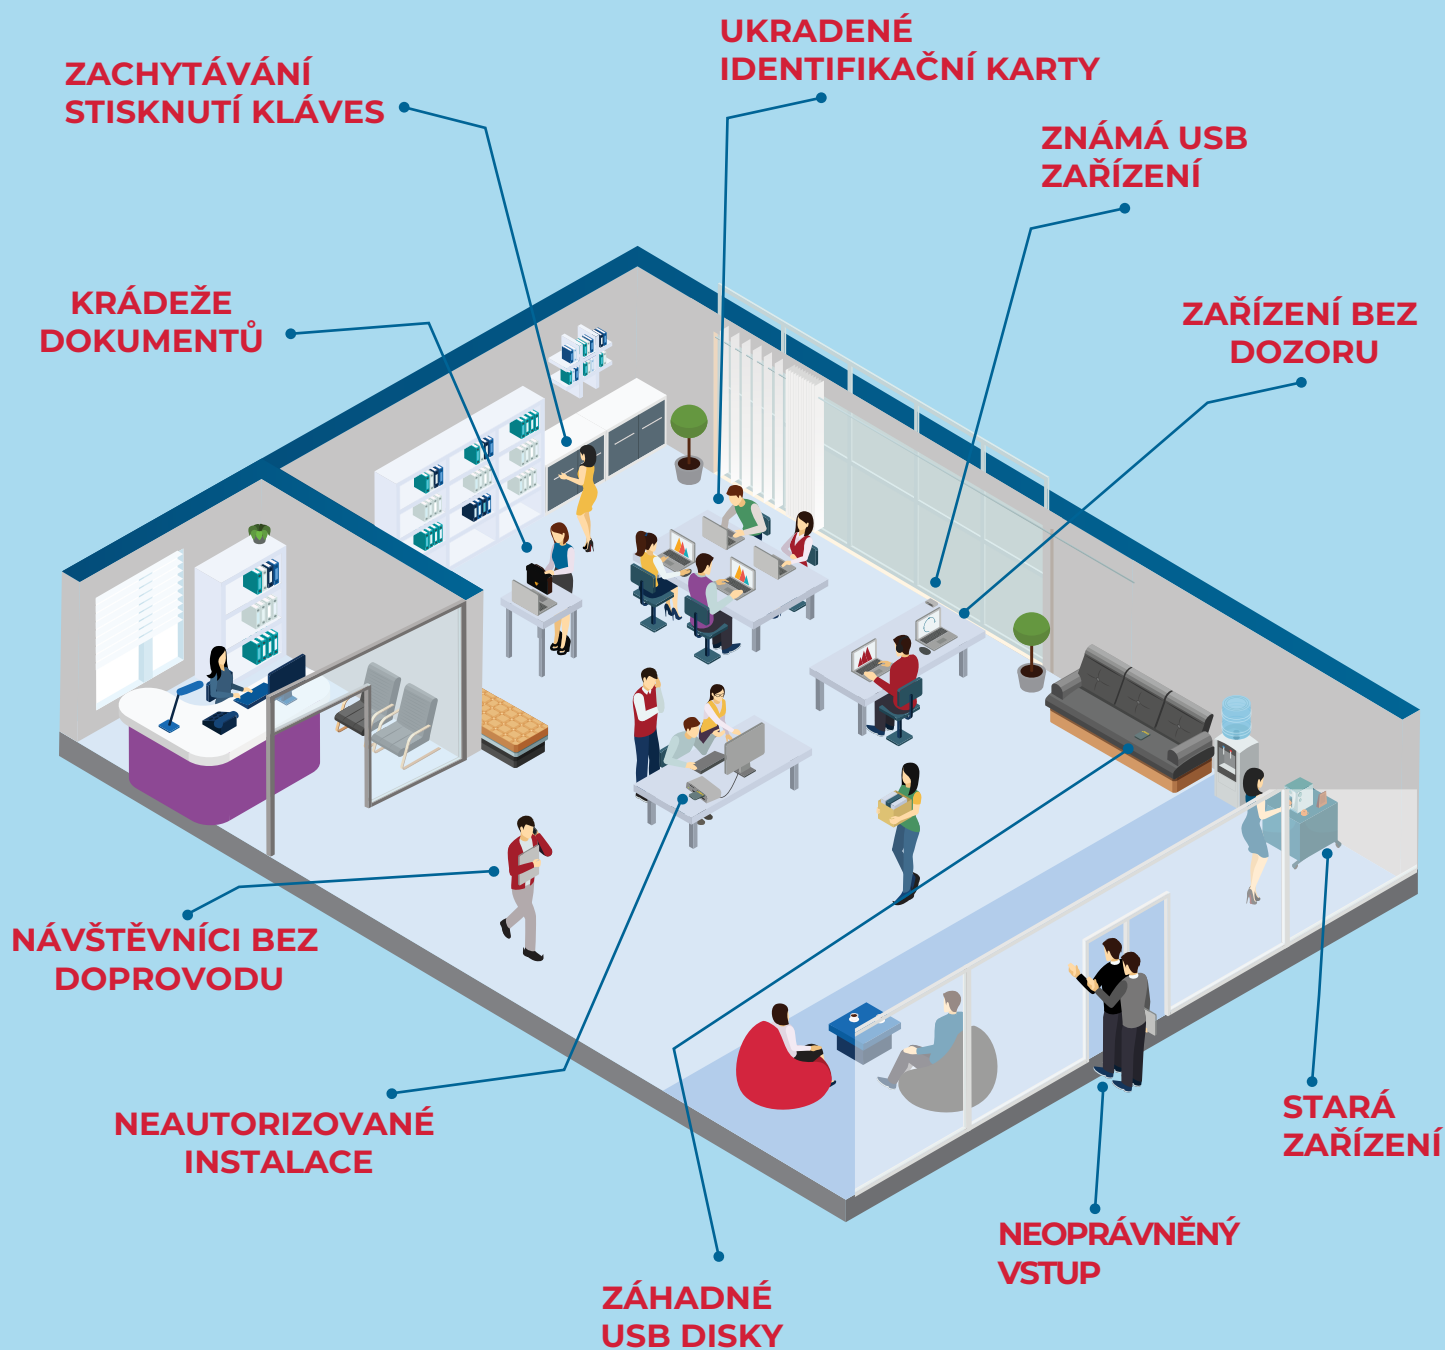 UKRADENÉ
IDENTIFIKAČNÍ KARTY
ZACHYTÁVÁNÍ
STISKNUTÍ KLÁVES
ZNÁMÁ USB
ZAŘÍZENÍ
KRÁDEŽE
DOKUMENTŮ
ZAŘÍZENÍ BEZ
DOZORU
NÁVŠTĚVNÍCI BEZ
DOPROVODU
NEAUTORIZOVANÉ
INSTALACE
STARÁ
ZAŘÍZENÍ
NEOPRÁVNĚNÝ
VSTUP
ZÁHADNÉ
USB DISKY